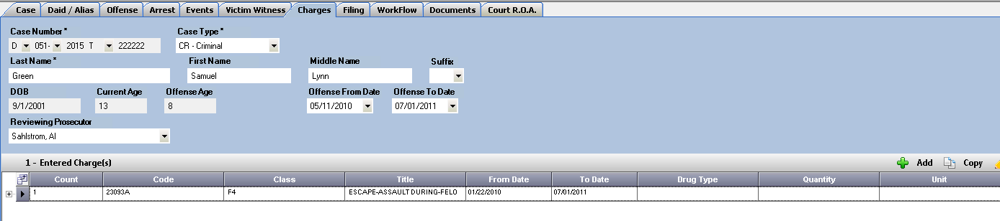 Case Daid / Alias Offense Arrest Events Victim Witness Charges Filing WorkFlow Documents Court R.O.A.
Case Number * Case Type *
D 051- 2015 T 222222 CR - Criminal
Last Name * First Name Middle Name Suffix
Green Samuel Lynn
DOB Current Age Offense Age Offense From Date Offense To Date
9/1/2001 13 8 05/11/2010 07/01/2011
Reviewing Prosecutor
Sahlstrom, Al
1 - Entered Charge(s) Add Copy
Count Code Class Title From Date To Date Drug Type Quantity Unit
1 23093A F4 ESCAPE-ASSAULT DURING-FELO 01/22/2010 07/01/2011